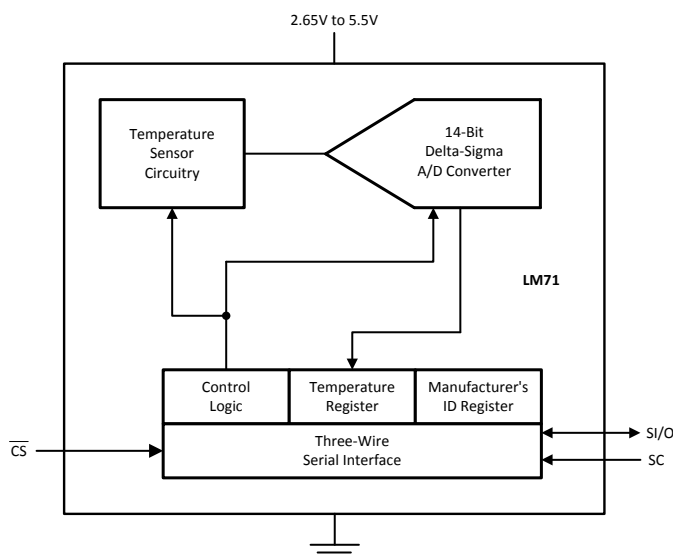 2.65V to 5.5V
Temperature
Sensor
Circuitry
14-Bit
Delta-Sigma
A/D Converter
LM71
Control
Logic
Temperature
Register
Manufacturer's
ID Register
Three-Wire
Serial Interface
CS
SI/O
SC